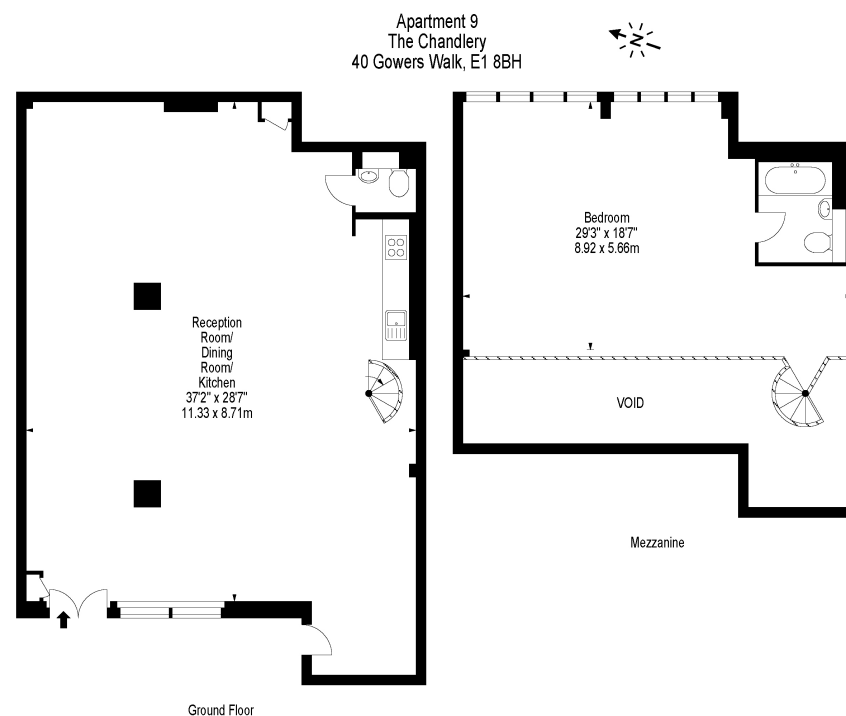 Apartment 9
The Chandlery
40 Gowers Walk, E1 8BH
N
Bedroom
29'3" x 18'7"
8.92 x 5.66m
Reception
Room/
Dining
Room/
Kitchen
37'2" x 28'7"
11.33 x 8.71m
VOID
Mezzanine
Ground Floor